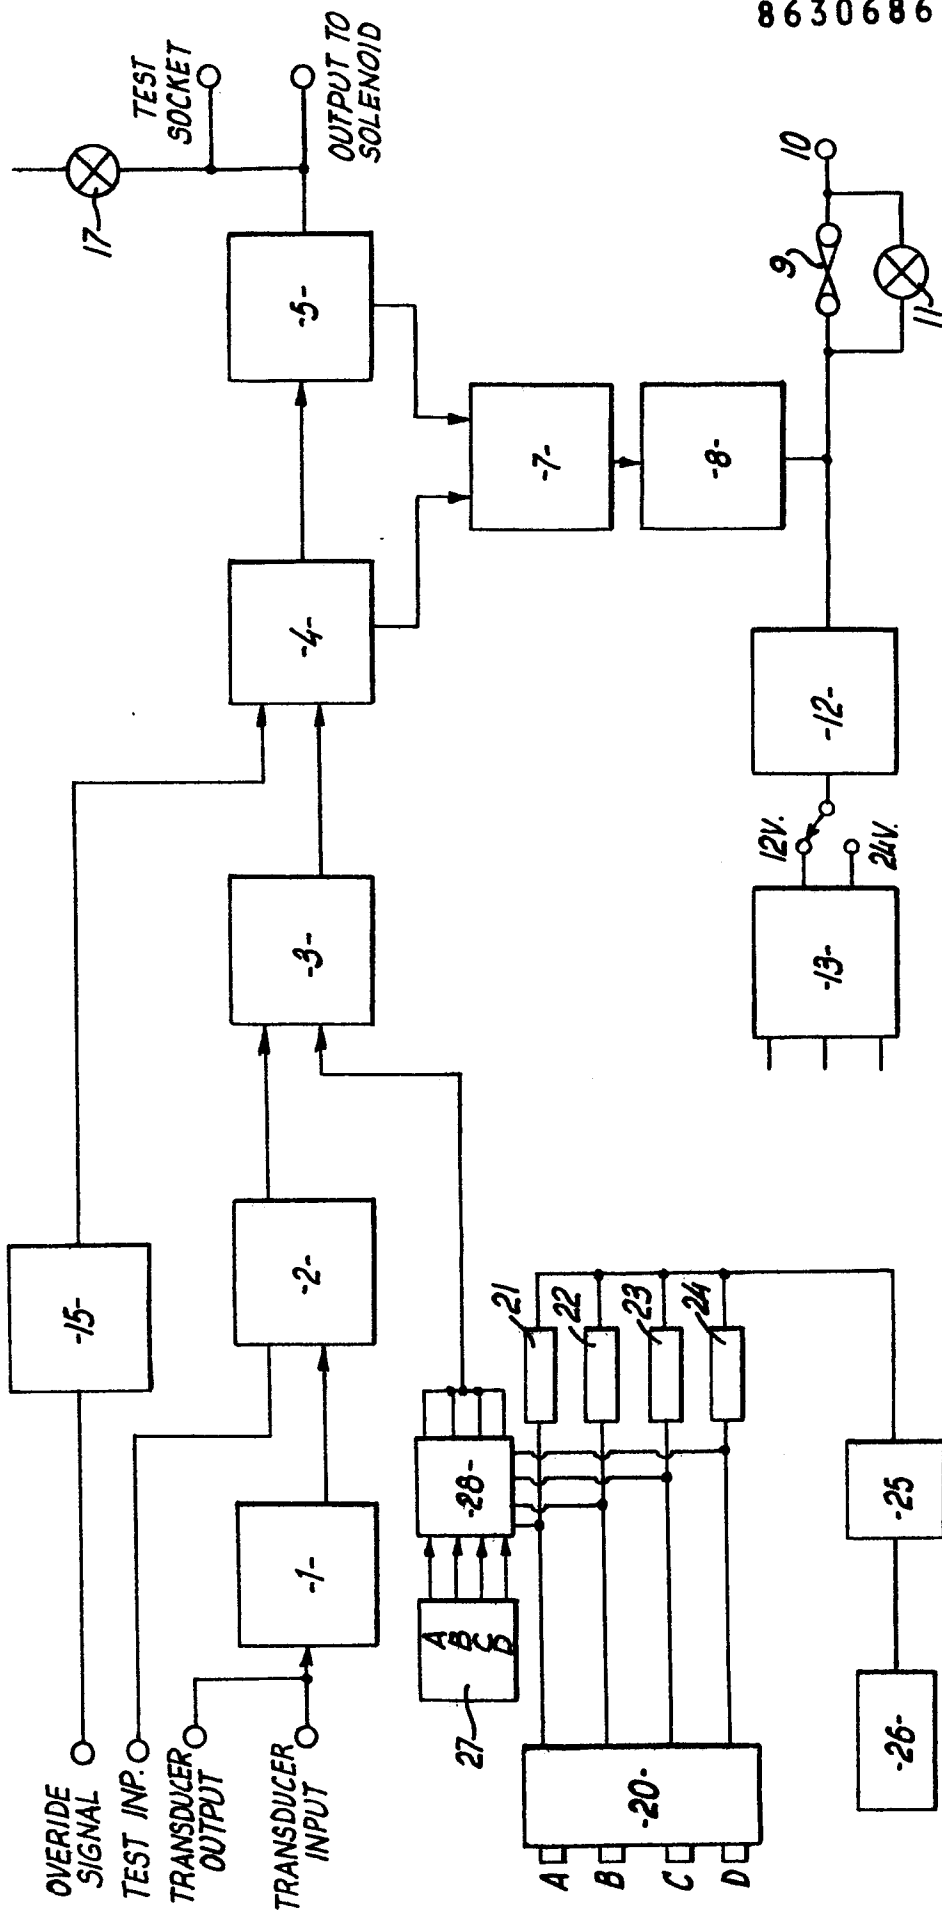 8630686
TEST
SOCKET
OUTPUT TO
SOLENOID
17
-5-
10
9
11
-7-
-8-
-4-
-12-
12V.
24V.
-13-
-3-
-15-
-2-
-1-
21
22
23
24
-28-
A
B
C
D
27
-25-
-26-
-20-
A
B
C
D
OVERIDE
SIGNAL
TEST INP.
TRANSDUCER
OUTPUT
TRANSDUCER
INPUT